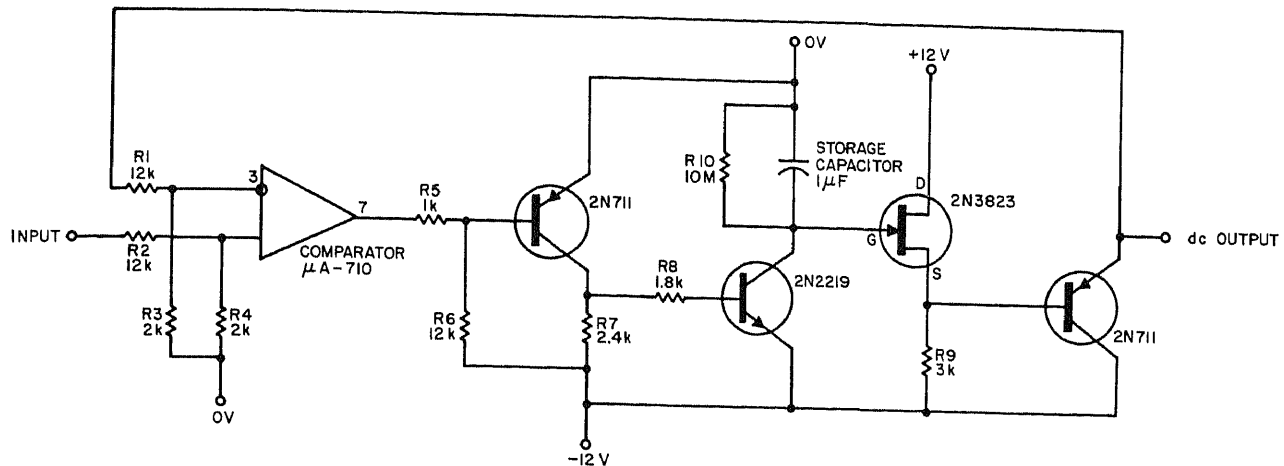 0V
+12V
R1
12k
3
7
R5
1k
2N711
R10
10M
STORAGE
CAPACITOR
1μF
D
2N3823
G
S
INPUT
R2
12k
COMPARATOR
μA-710
dc OUTPUT
R3
2k
R4
2k
R6
12k
R7
2.4k
R8
1.8k
2N2219
R9
3k
2N711
0V
-12V